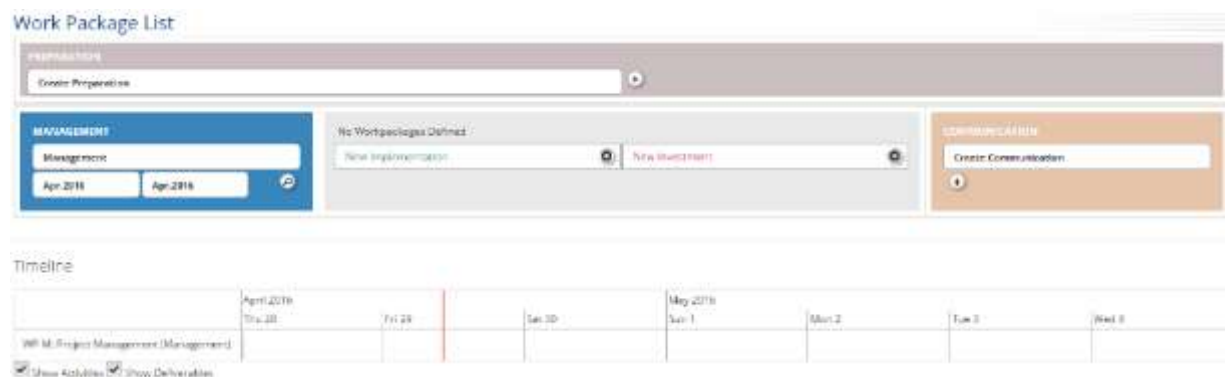 Work Package List
PREPARATION
Create Preparation
MANAGEMENT
Management
Apr.2016 Apr.2016
No Workpackages Defined
New Implementation New Investment
COMMUNICATION
Create Communication
Timeline
April 2016 May 2016
Thu 28 Fri 29 Sat 30 Sun 1 Mon 2 Tue 3 Wed 4
WP M: Project Management (Management)
Show Activities Show Deliverables